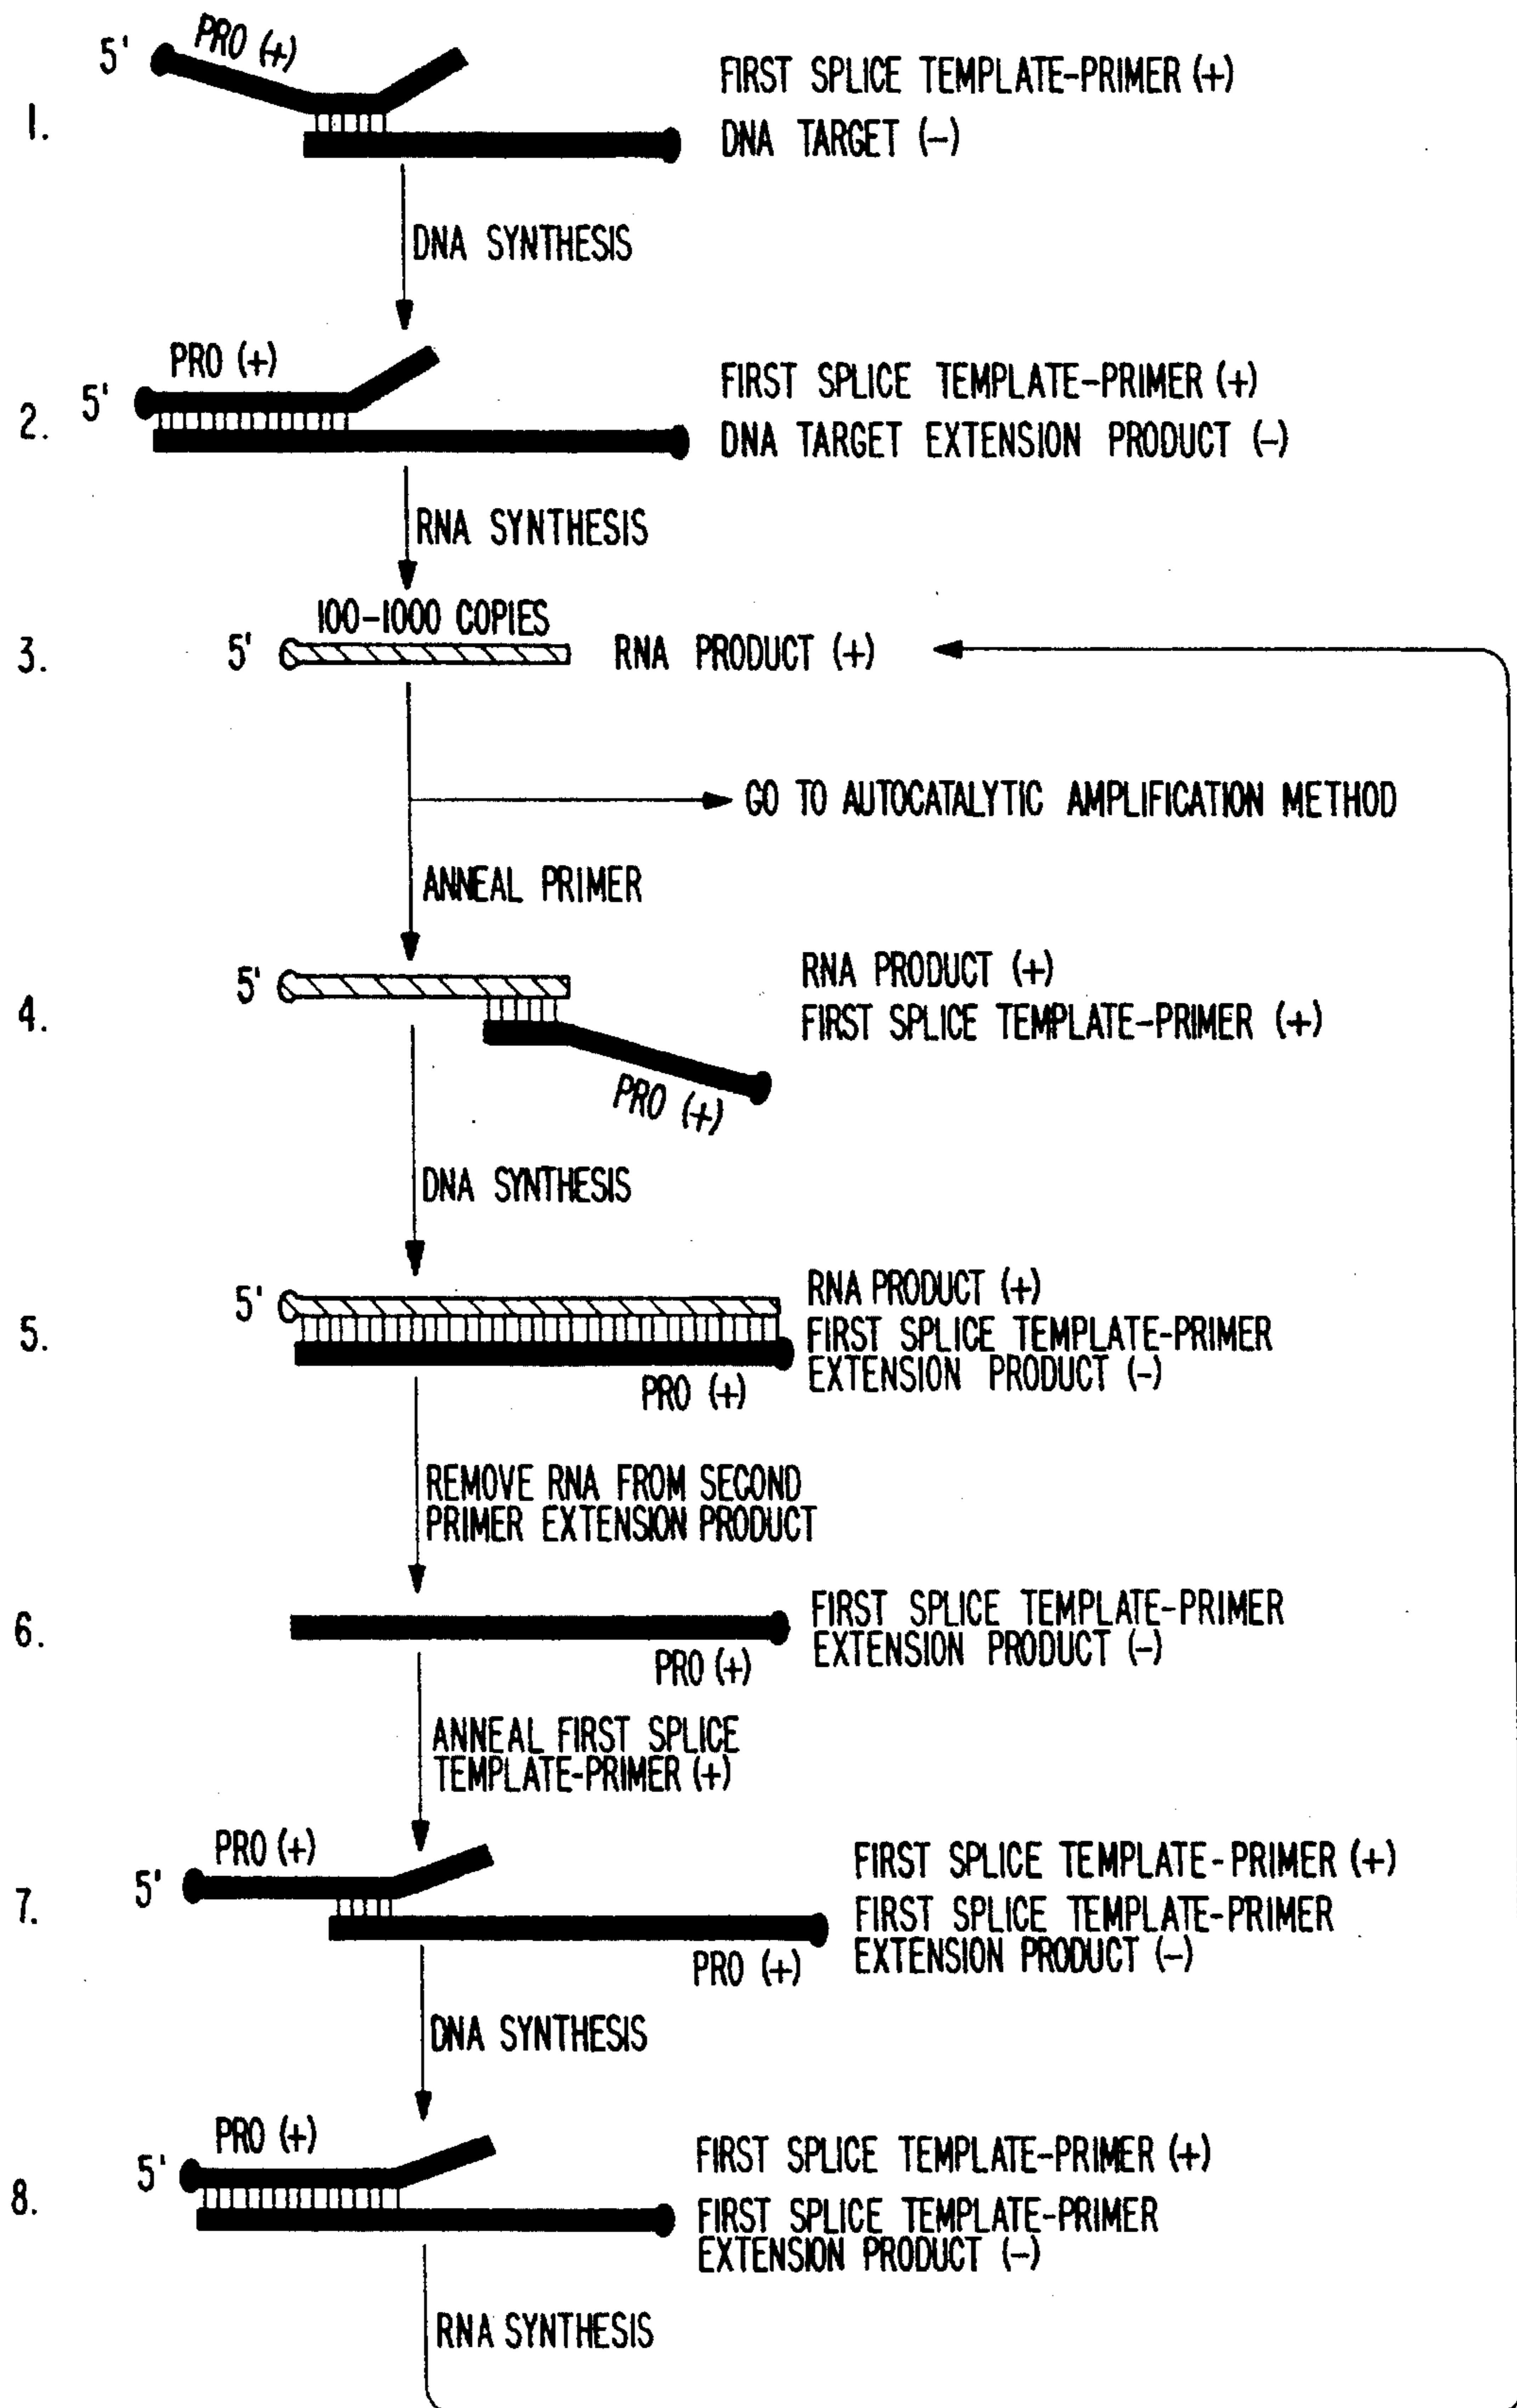 5' PRO (+)
1.
FIRST SPLICE TEMPLATE-PRIMER (+)
DNA TARGET (-)
DNA SYNTHESIS
PRO (+)
5'
2.
FIRST SPLICE TEMPLATE-PRIMER (+)
DNA TARGET EXTENSION PRODUCT (-)
RNA SYNTHESIS
100-1000 COPIES
3. 5' RNA PRODUCT (+)
GO TO AUTOCATALYTIC AMPLIFICATION METHOD
ANNEAL PRIMER
4. 5'
RNA PRODUCT (+)
FIRST SPLICE TEMPLATE-PRIMER (+)
PRO (+)
DNA SYNTHESIS
5. 5'
RNA PRODUCT (+)
FIRST SPLICE TEMPLATE-PRIMER
EXTENSION PRODUCT (-)
PRO (+)
REMOVE RNA FROM SECOND
PRIMER EXTENSION PRODUCT
6.
FIRST SPLICE TEMPLATE-PRIMER
EXTENSION PRODUCT (-)
PRO (+)
ANNEAL FIRST SPLICE
TEMPLATE-PRIMER (+)
PRO (+)
7. 5'
FIRST SPLICE TEMPLATE-PRIMER (+)
FIRST SPLICE TEMPLATE-PRIMER
EXTENSION PRODUCT (-)
PRO (+)
DNA SYNTHESIS
PRO (+)
8. 5'
FIRST SPLICE TEMPLATE-PRIMER (+)
FIRST SPLICE TEMPLATE-PRIMER
EXTENSION PRODUCT (-)
RNA SYNTHESIS